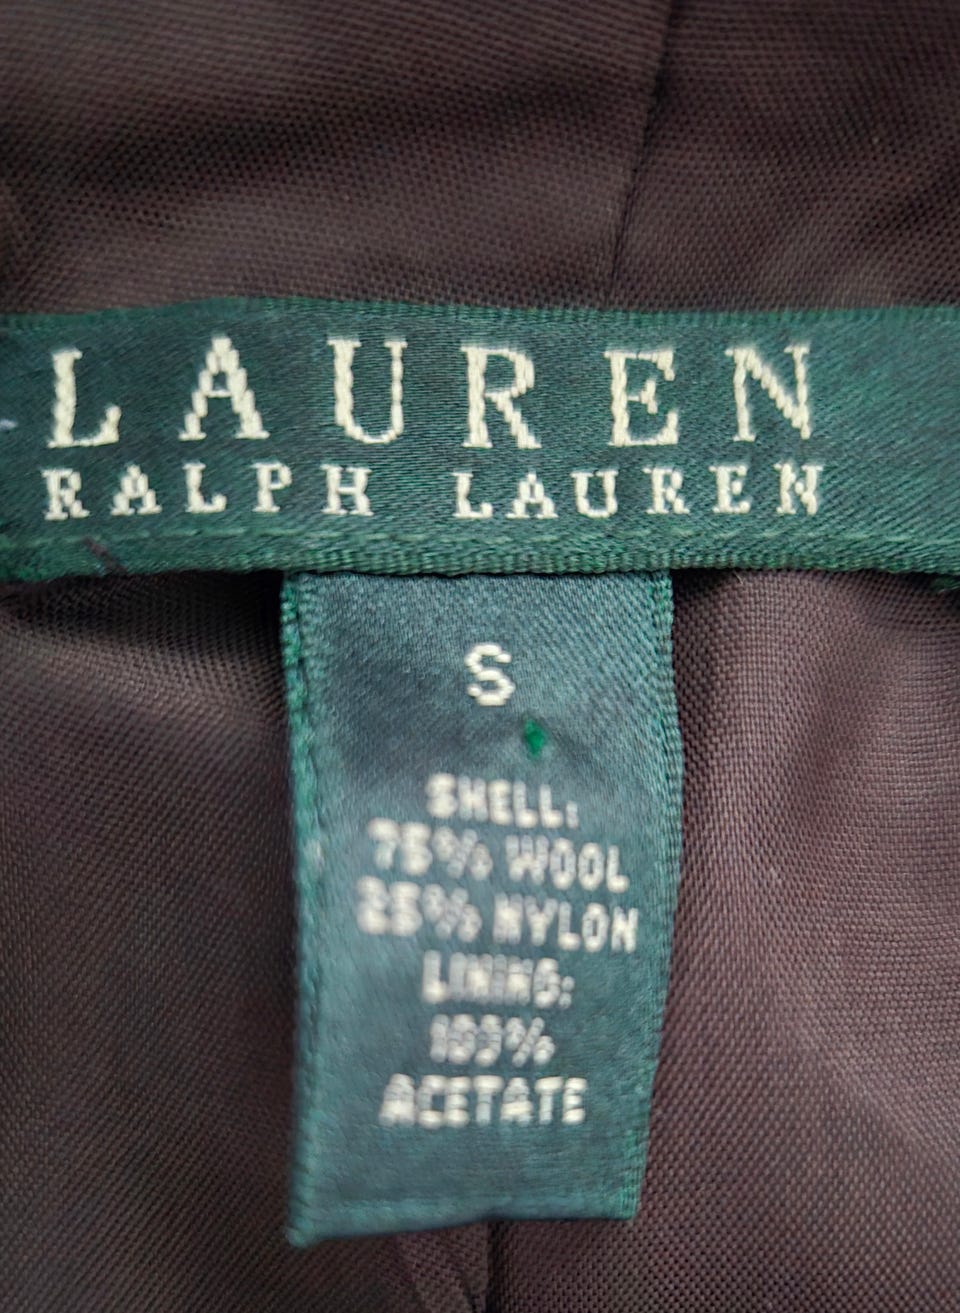 LAUREN
RALPH LAUREN
S
SHELL:
75% WOOL
25% NYLON
LINING:
100%
ACETATE